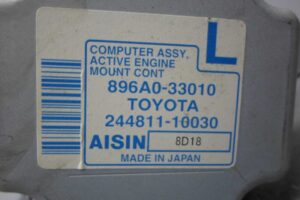 COMPUTER ASSY,
ACTIVE ENGINE
MOUNT CONT
L
896A0-33010
TOYOTA
244811-10030
AISIN 8D18
MADE IN JAPAN